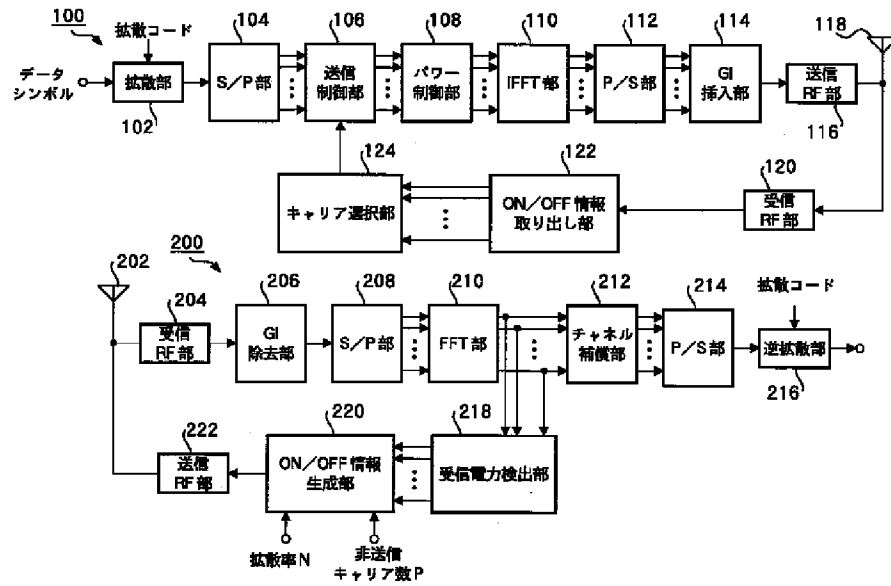 100
拡散コード
104
106
108
110
112
114
118
データ
シンボル
拡散部
102
S/P部
送信
制御部
パワー
制御部
IFFT部
P/S部
GI
挿入部
送信
RF部
116
124
122
120
キャリア選択部
ON/OFF情報
取り出し部
受信
RF部
202
200
204
206
208
210
212
214
拡散コード
受信
RF部
GI
除去部
S/P部
FFT部
チャネル
補償部
P/S部
逆拡散部
216
222
220
218
送信
RF部
ON/OFF情報
生成部
受信電力検出部
拡散率N
非送信
キャリア数P